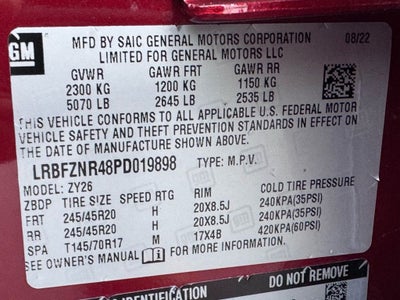 GM
MFD BY SAIC GENERAL MOTORS CORPORATION 08/22
LIMITED FOR GENERAL MOTORS LLC
GVWR GAWR FRT GAWR RR
2300 KG 1200 KG 1150 KG
5070 LB 2645 LB 2535 LB
THIS VEHICLE CONFORMS TO ALL APPLICABLE U.S. FEDERAL MOTOR
VEHICLE SAFETY AND THEFT PREVENTION STANDARDS IN EFFECT ON
THE DATE OF MANUFACTURE SHOWN ABOVE.
LRBFZNR48PD019898 TYPE: M.P.V.
MODEL: ZY26
ZBDP TIRE SIZE SPEED RTG RIM COLD TIRE PRESSURE
FRT 245/45R20 H 20X8.5J 240KPA(35PSI)
RR 245/45R20 H 20X8.5J 240KPA(35PSI)
SPA T145/70R17 M 17X4B 420KPA(60PSI)
SEE OWNER'S MANUAL FOR MORE INFORMATION
DO NOT REMOVE